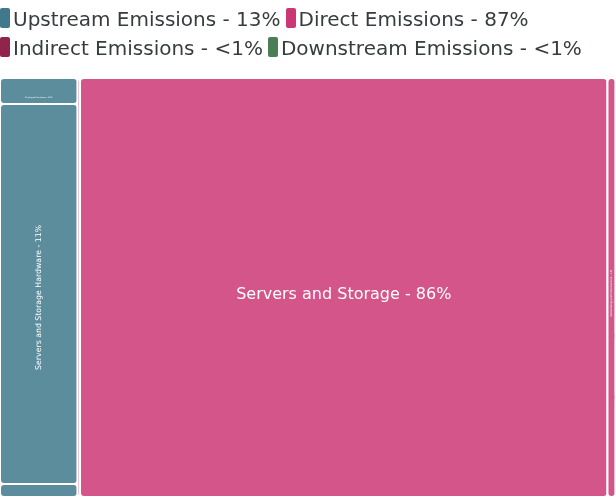 Upstream Emissions - 13% Direct Emissions - 87%
Indirect Emissions - <1% Downstream Emissions - <1%
Servers and Storage Hardware - 11%
Servers and Storage - 86%